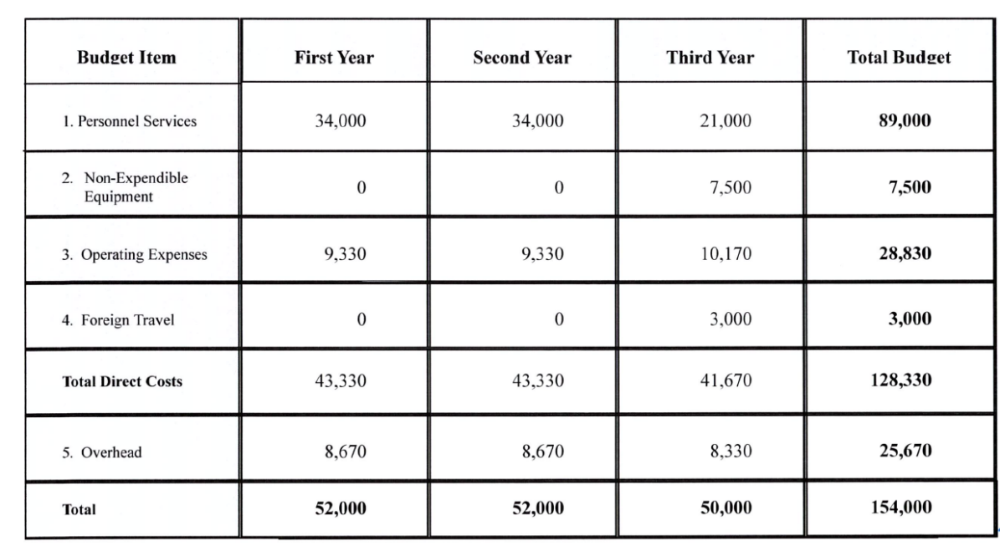 Budget Item First Year Second Year Third Year Total Budget
1. Personnel Services 34,000 34,000 21,000 89,000
2. Non-Expendible
Equipment 0 0 7,500 7,500
3. Operating Expenses 9,330 9,330 10,170 28,830
4. Foreign Travel 0 0 3,000 3,000
Total Direct Costs 43,330 43,330 41,670 128,330
5. Overhead 8,670 8,670 8,330 25,670
Total 52,000 52,000 50,000 154,000